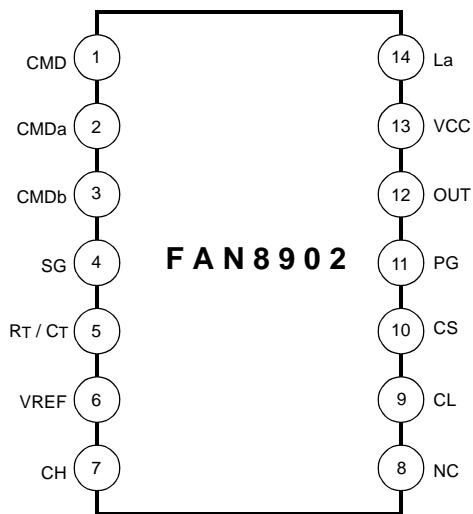 CMD 1 14 La
CMDa 2 13 VCC
CMDb 3 12 OUT
SG 4 FAN8902 11 PG
RT / CT 5 10 CS
VREF 6 9 CL
CH 7 8 NC